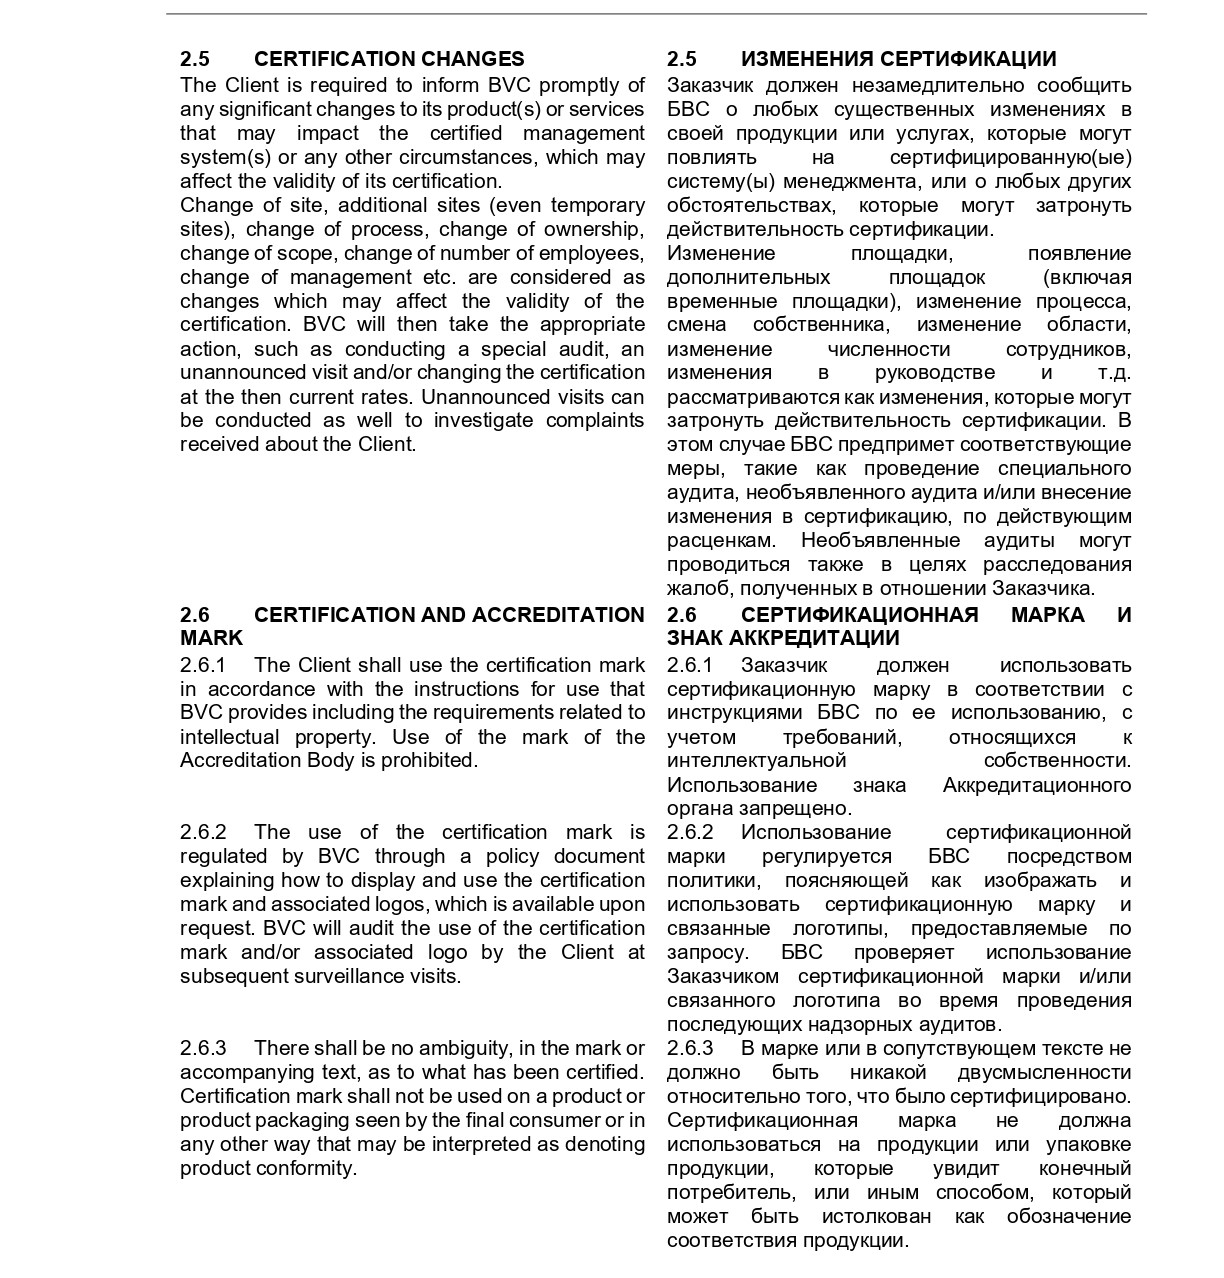 2.5 CERTIFICATION CHANGES
The Client is required to inform BVC promptly of
any significant changes to its product(s) or services
that may impact the certified management
system(s) or any other circumstances, which may
affect the validity of its certification.
Change of site, additional sites (even temporary
sites), change of process, change of ownership,
change of scope, change of number of employees,
change of management etc. are considered as
changes which may affect the validity of the
certification. BVC will then take the appropriate
action, such as conducting a special audit, an
unannounced visit and/or changing the certification
at the then current rates. Unannounced visits can
be conducted as well to investigate complaints
received about the Client.
2.5 ИЗМЕНЕНИЯ СЕРТИФИКАЦИИ
Заказчик должен незамедлительно сообщить
БВС о любых существенных изменениях в
своей продукции или услугах, которые могут
повлиять на сертифицированную(ые)
систему(ы) менеджмента, или о любых других
обстоятельствах, которые могут затронуть
действительность сертификации.
Изменение площадки, появление
дополнительных площадок (включая
временные площадки), изменение процесса,
смена собственника, изменение области,
изменение численности сотрудников,
изменения в руководстве и т.д.
рассматриваются как изменения, которые могут
затронуть действительность сертификации. В
этом случае БВС предпримет соответствующие
меры, такие как проведение специального
аудита, необъявленного аудита и/или внесение
изменения в сертификацию, по действующим
расценкам. Необъявленные аудиты могут
проводиться также в целях расследования
жалоб, полученных в отношении Заказчика.
2.6 CERTIFICATION AND ACCREDITATION
MARK
2.6 СЕРТИФИКАЦИОННАЯ МАРКА И
ЗНАК АККРЕДИТАЦИИ
2.6.1 The Client shall use the certification mark
in accordance with the instructions for use that
BVC provides including the requirements related to
intellectual property. Use of the mark of the
Accreditation Body is prohibited.
2.6.1 Заказчик должен использовать
сертификационную марку в соответствии с
инструкциями БВС по ее использованию, с
учетом требований, относящихся к
интеллектуальной собственности.
Использование знака Аккредитационного
органа запрещено.
2.6.2 The use of the certification mark is
regulated by BVC through a policy document
explaining how to display and use the certification
mark and associated logos, which is available upon
request. BVC will audit the use of the certification
mark and/or associated logo by the Client at
subsequent surveillance visits.
2.6.2 Использование сертификационной
марки регулируется БВС посредством
политики, поясняющей как изображать и
использовать сертификационную марку и
связанные логотипы, предоставляемые по
запросу. БВС проверяет использование
Заказчиком сертификационной марки и/или
связанного логотипа во время проведения
последующих надзорных аудитов.
2.6.3 There shall be no ambiguity, in the mark or
accompanying text, as to what has been certified.
Certification mark shall not be used on a product or
product packaging seen by the final consumer or in
any other way that may be interpreted as denoting
product conformity.
2.6.3 В марке или в сопутствующем тексте не
должно быть никакой двусмысленности
относительно того, что было сертифицировано.
Сертификационная марка не должна
использоваться на продукции или упаковке
продукции, которые увидит конечный
потребитель, или иным способом, который
может быть истолкован как обозначение
соответствия продукции.